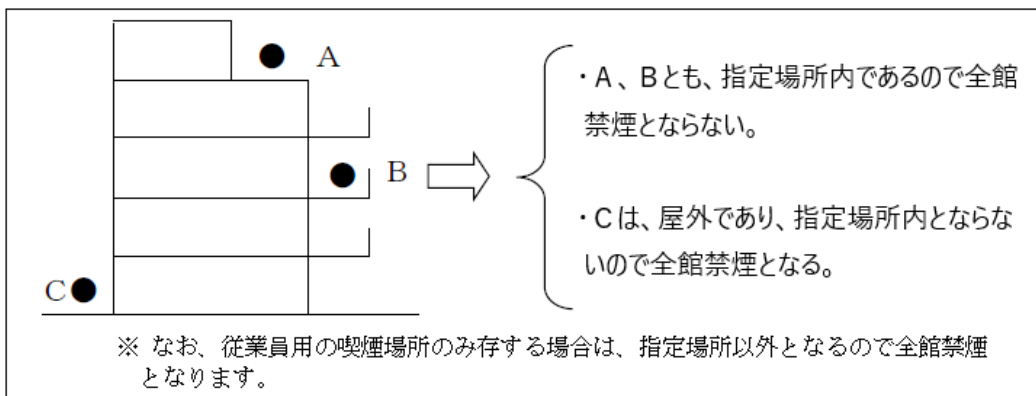 A
B
C
・A、Bとも、指定場所内であるので全館
禁煙とならない。
・Cは、屋外であり、指定場所内とならな
いので全館禁煙となる。
※ なお、従業員用の喫煙場所のみ存する場合は、指定場所以外となるので全館禁煙
となります。